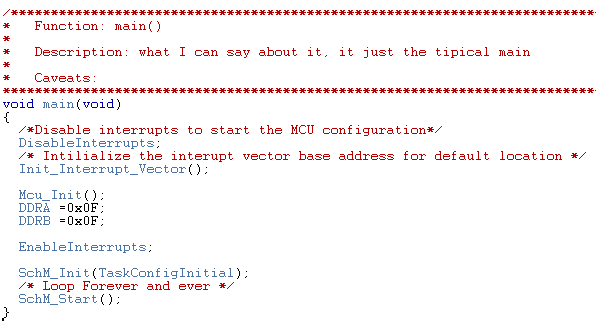 /**************************************************************************
*   Function: main()
*
*   Description: what I can say about it, it just the tipical main
*
*   Caveats:
***************************************************************************
void main(void)
{
  /*Disable interrupts to start the MCU configuration*/
  DisableInterrupts;
  /* Intilialize the interupt vector base address for default location */
  Init_Interrupt_Vector();
  Mcu_Init();
  DDRA =0x0F;
  DDRB =0x0F;
  EnableInterrupts;
  SchM_Init(TaskConfigInitial);
  /* Loop Forever and ever */
  SchM_Start();
}